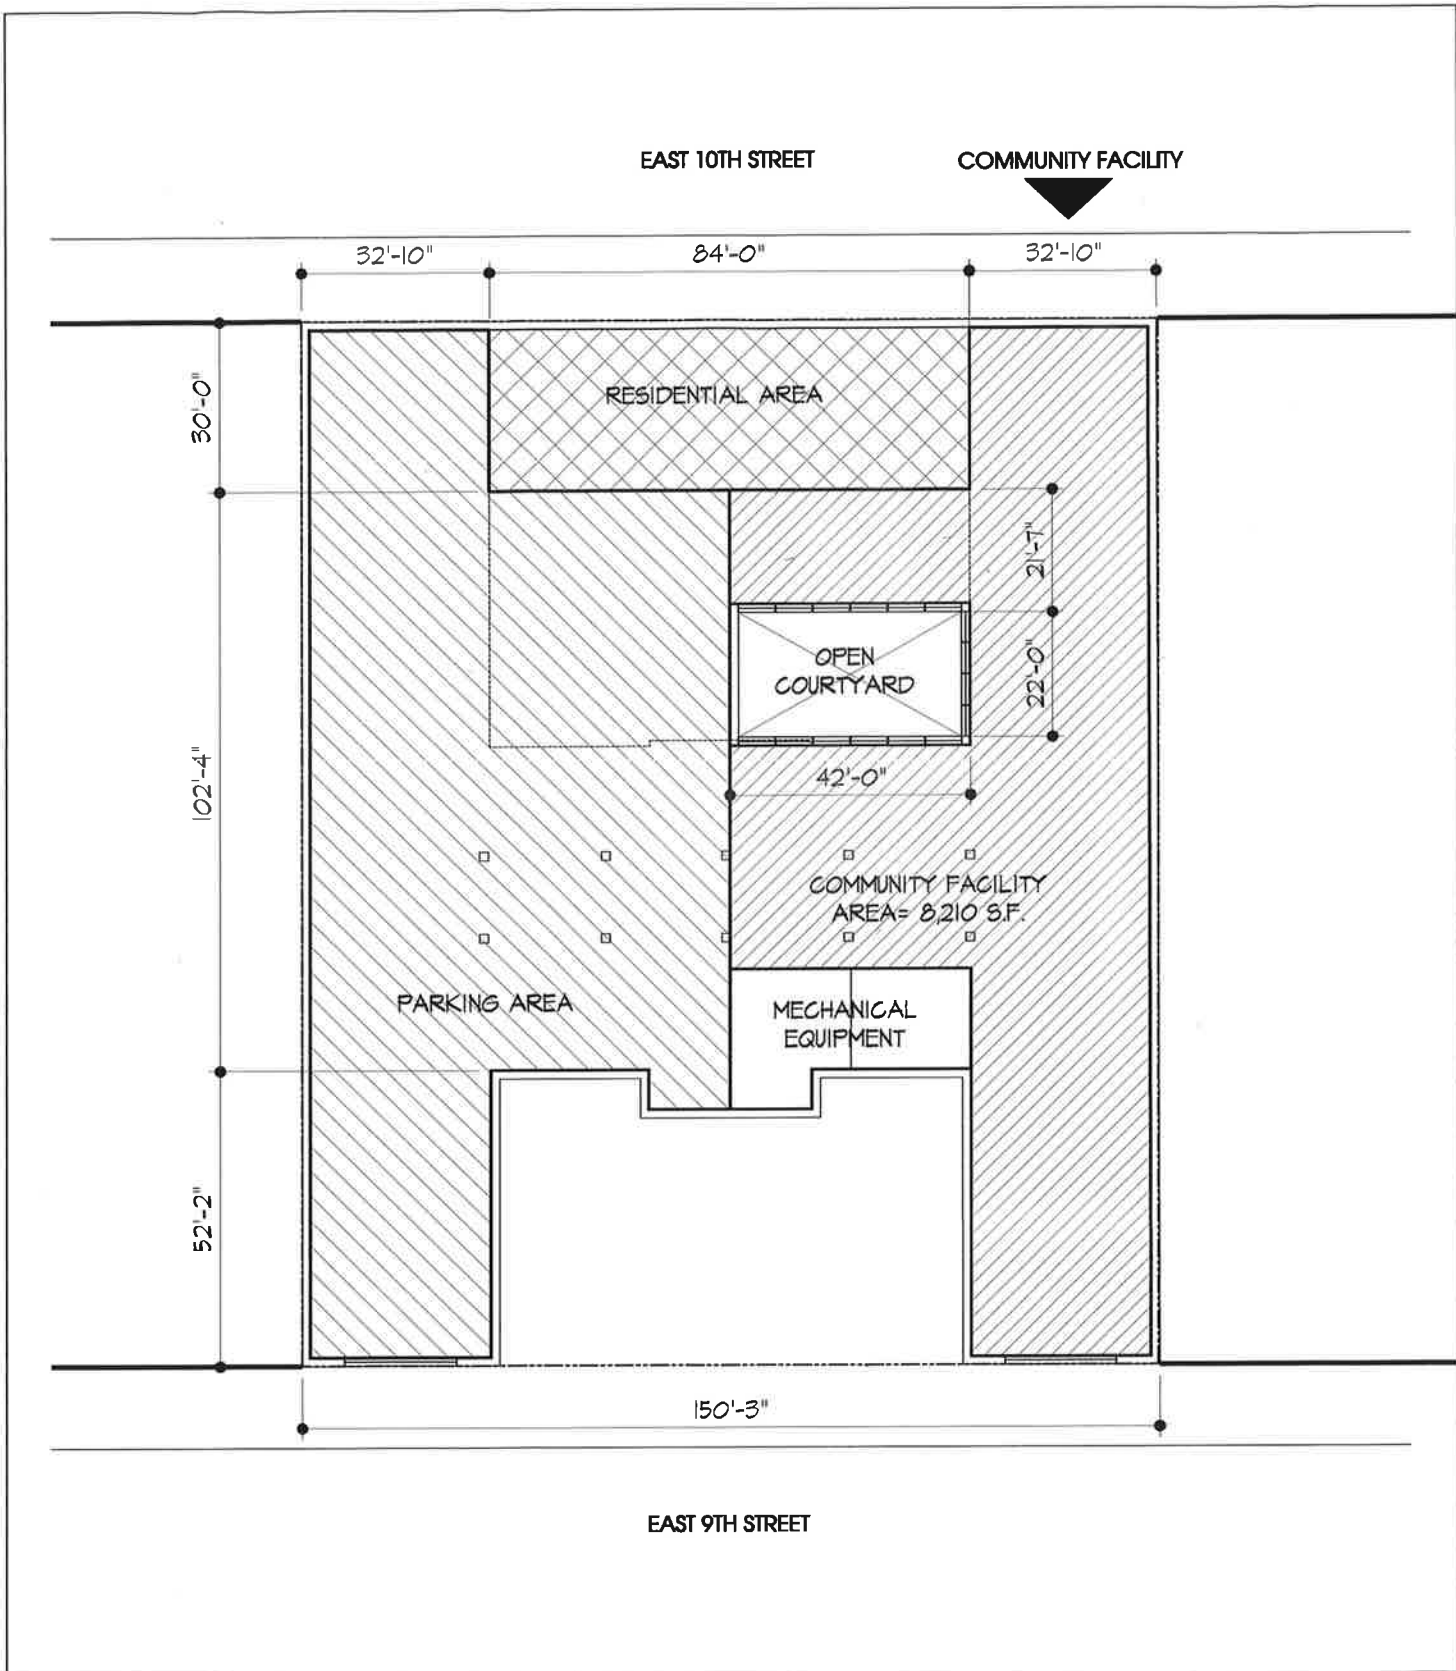 EAST 10TH STREET
COMMUNITY FACILITY
32'-10"
84'-0"
32'-10"
30'-0"
RESIDENTIAL AREA
21'-7"
OPEN
COURTYARD
22'-0"
102'-4"
42'-0"
COMMUNITY FACILITY
AREA= 8,210 S.F.
PARKING AREA
MECHANICAL
EQUIPMENT
52'-2"
150'-3"
EAST 9TH STREET